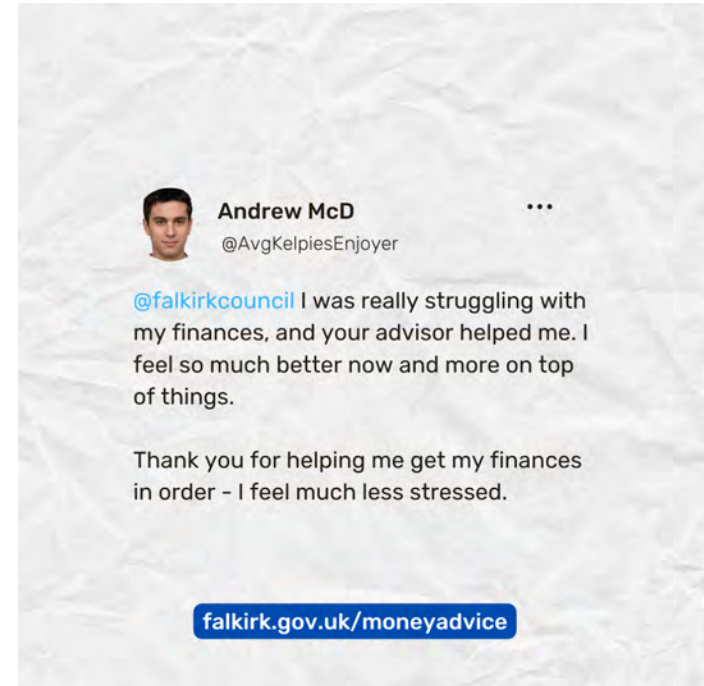 Andrew McD
...
@AvgKelpiesEnjoyer
@falkirkcouncil I was really struggling with
my finances, and your advisor helped me. I
feel so much better now and more on top
of things.
Thank you for helping me get my finances
in order - I feel much less stressed.
falkirk.gov.uk/moneyadvice